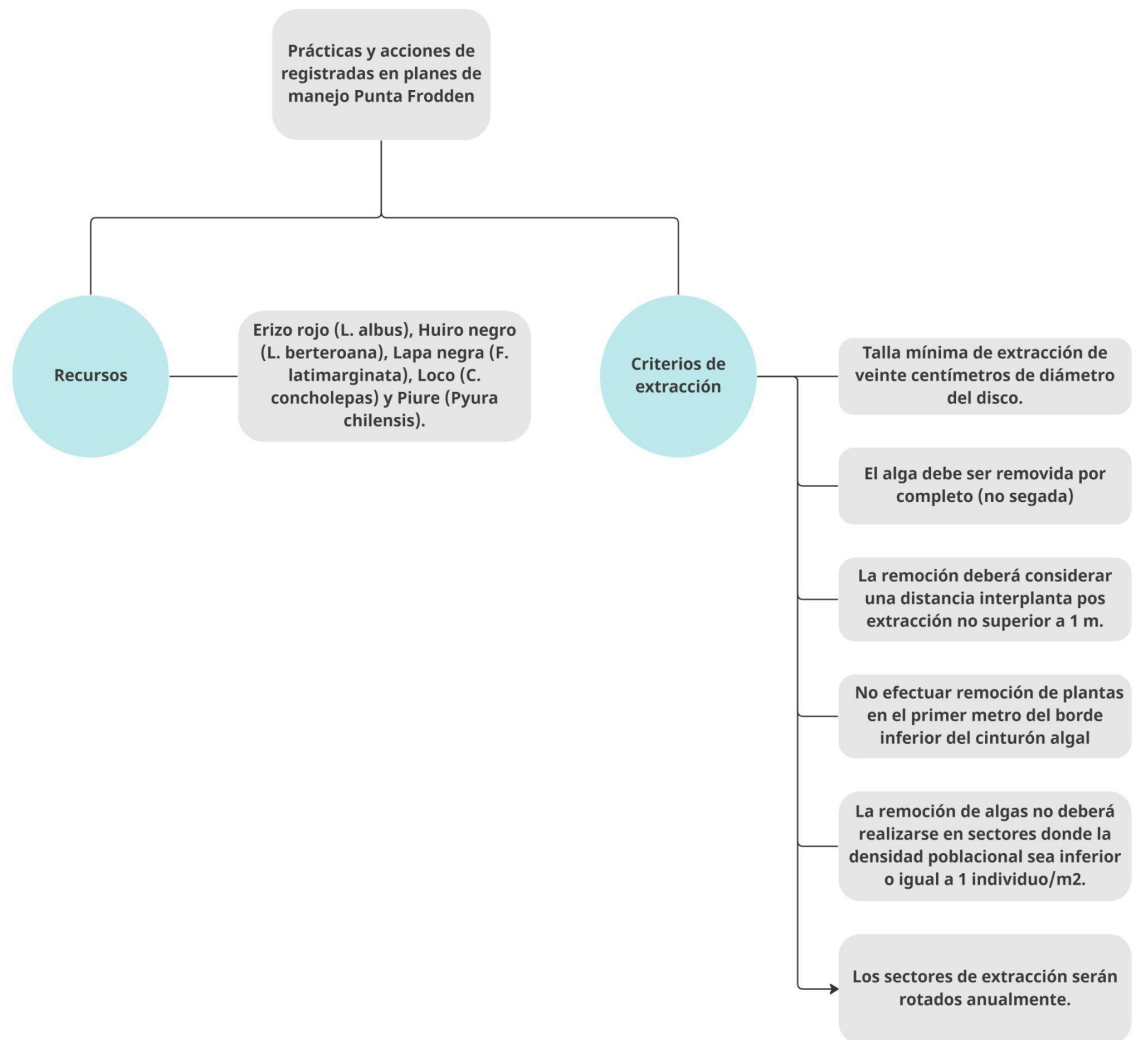 Prácticas y acciones de
registradas en planes de
manejo Punta Frodden
Recursos
Erizo rojo (L. albus), Huiro negro
(L. berteroana), Lapa negra (F.
latimarginata), Loco (C.
concholepas) y Piure (Pyura
chilensis).
Criterios de
extracción
Talla mínima de extracción de
veinte centímetros de diámetro
del disco.
El alga debe ser removida por
completo (no segada)
La remoción deberá considerar
una distancia interplanta pos
extracción no superior a 1 m.
No efectuar remoción de plantas
en el primer metro del borde
inferior del cinturón algal
La remoción de algas no deberá
realizarse en sectores donde la
densidad poblacional sea inferior
o igual a 1 individuo/m2.
Los sectores de extracción serán
rotados anualmente.